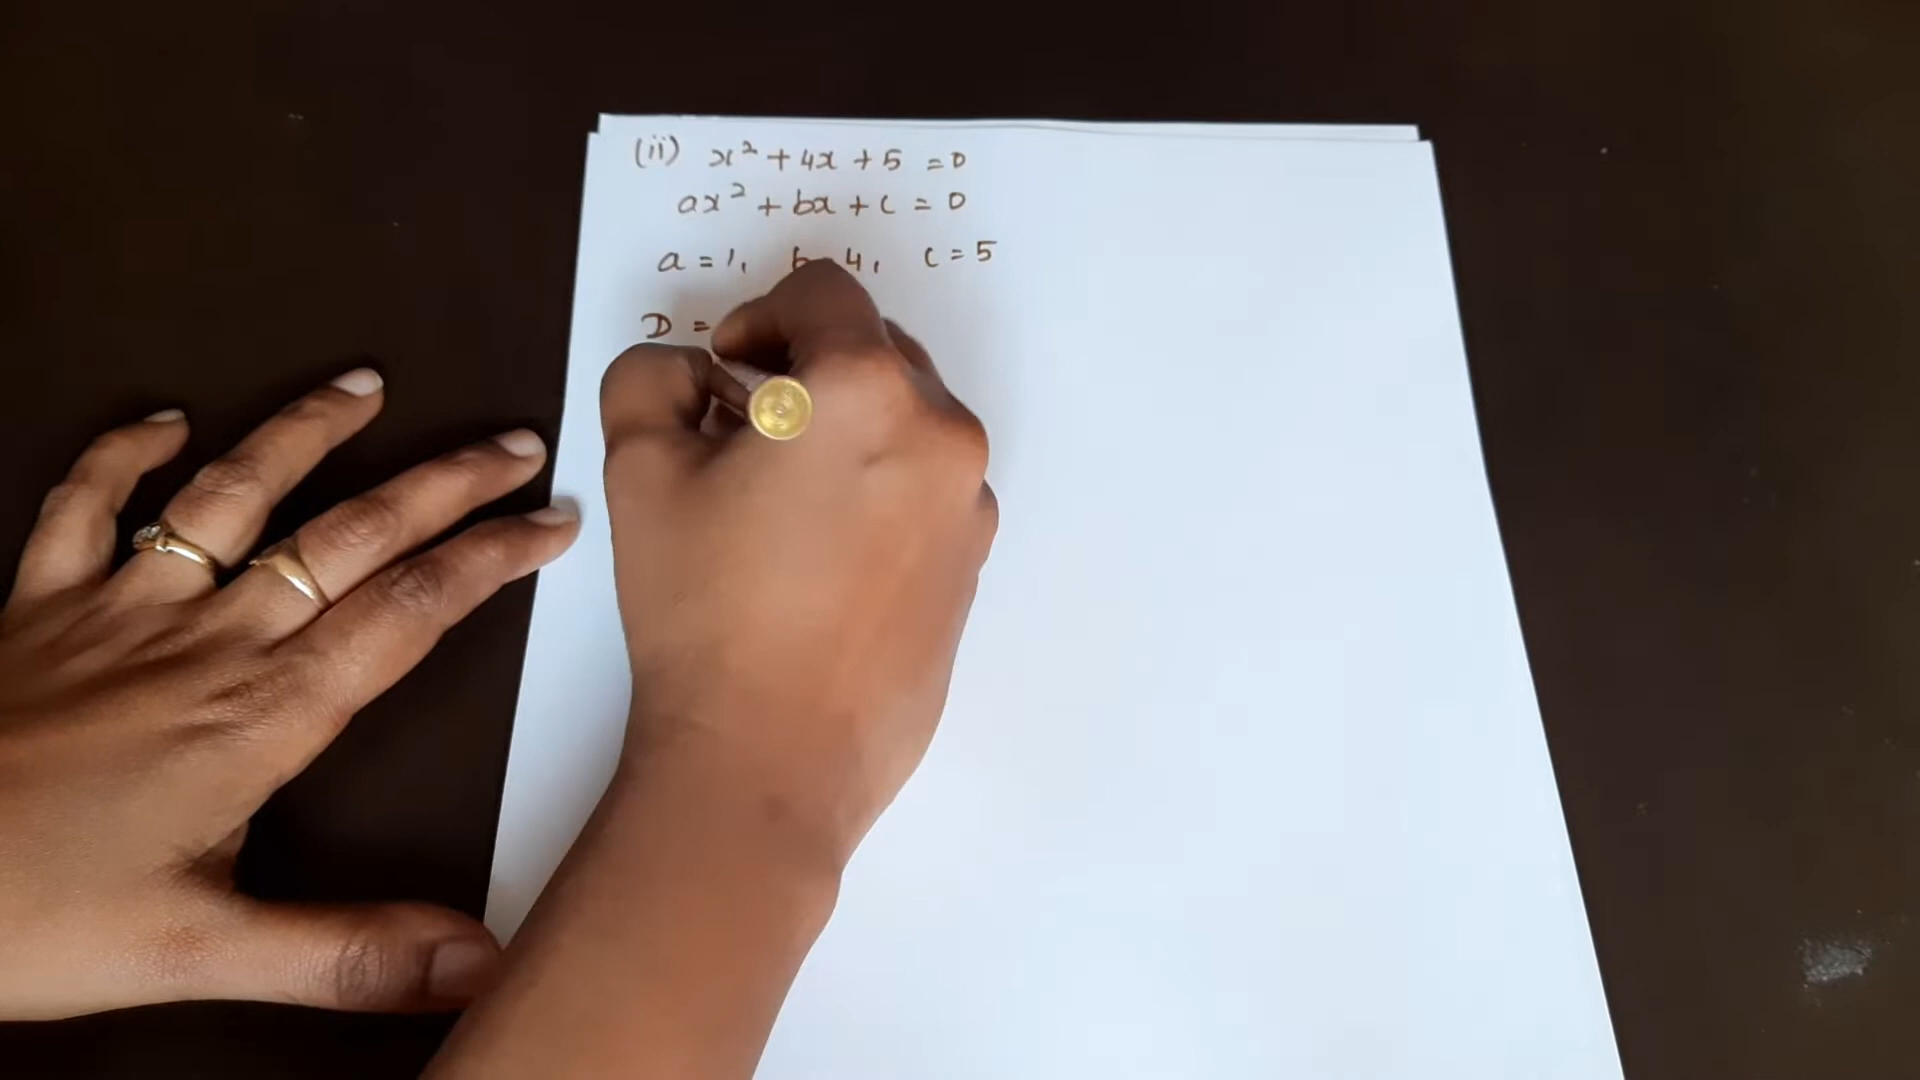 (ii) x² + 4x + 5 = 0
ax² + bx + c = 0
a = 1, b = 4, c = 5
D =